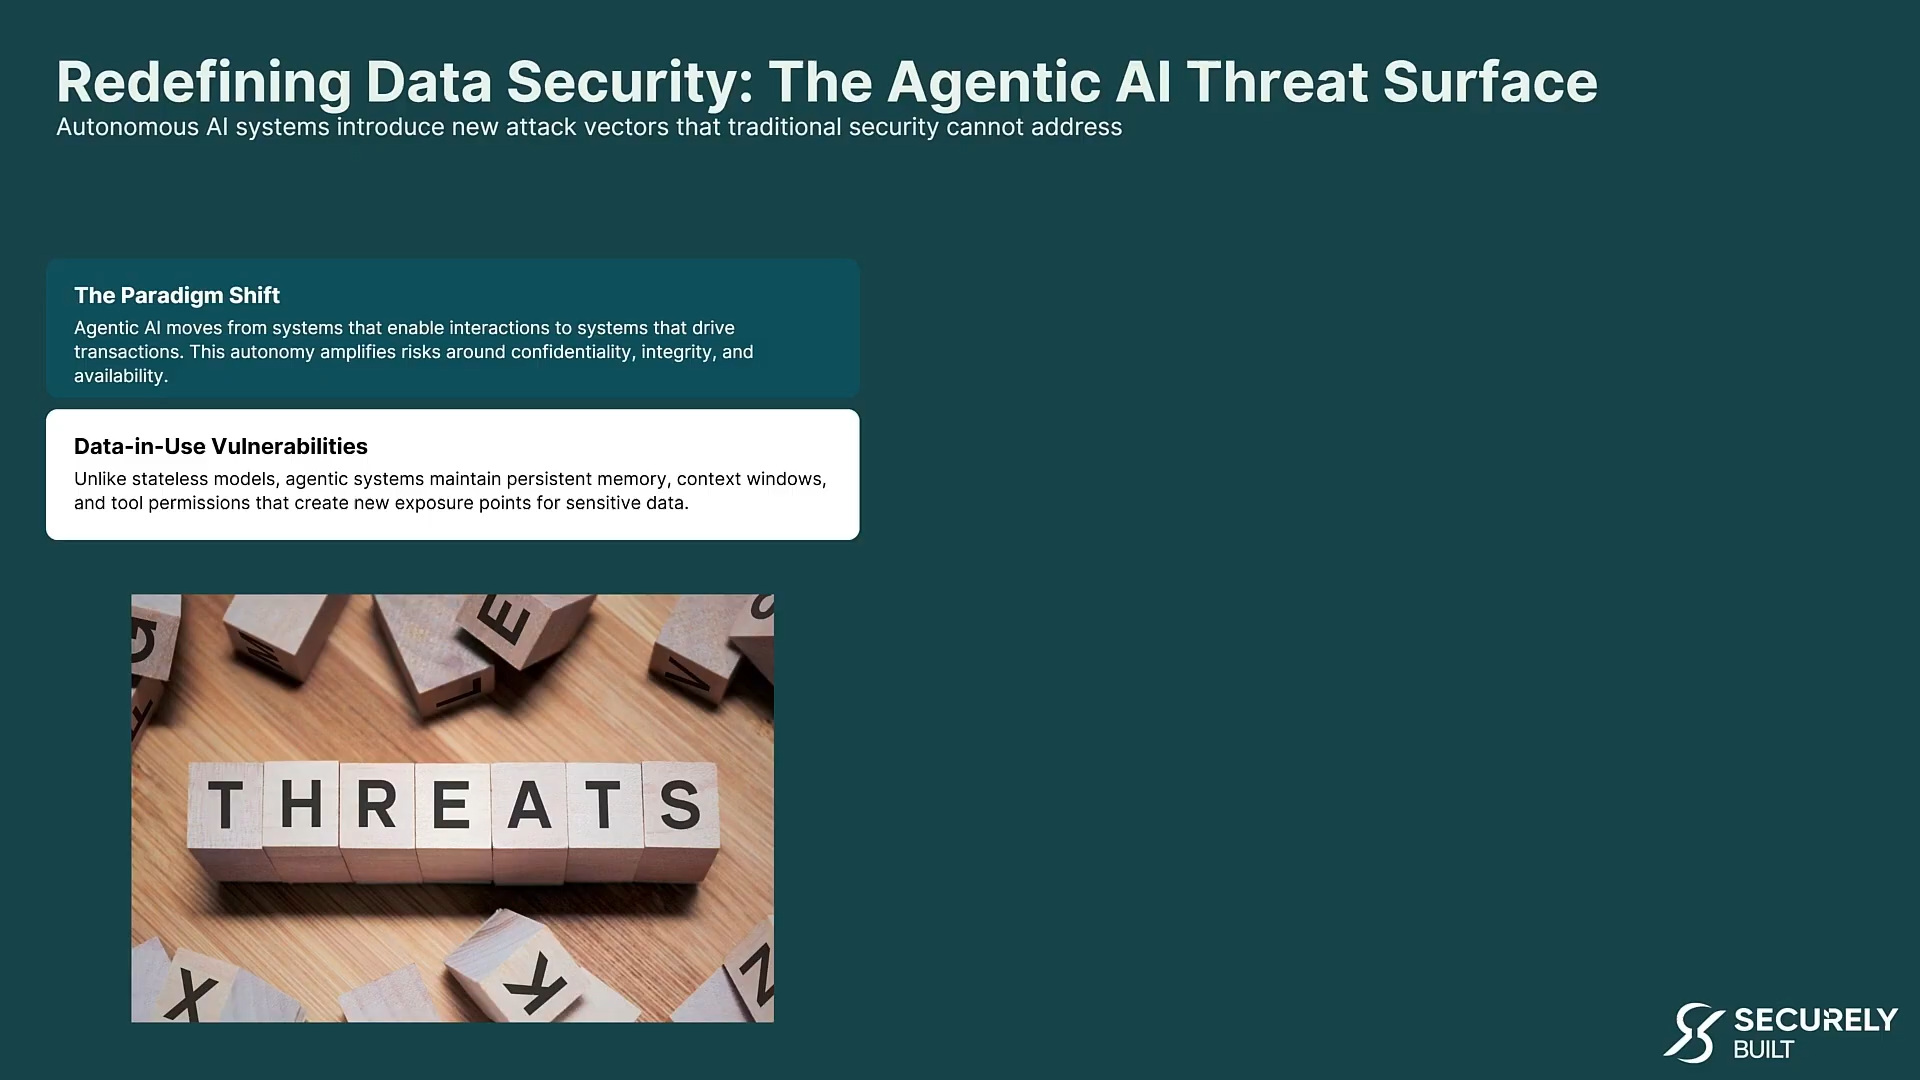 Redefining Data Security: The Agentic AI Threat Surface
Autonomous AI systems introduce new attack vectors that traditional security cannot address
The Paradigm Shift
Agentic AI moves from systems that enable interactions to systems that drive
transactions. This autonomy amplifies risks around confidentiality, integrity, and
availability.
Data-in-Use Vulnerabilities
Unlike stateless models, agentic systems maintain persistent memory, context windows,
and tool permissions that create new exposure points for sensitive data.
G M L E V S
THREATS
X K Z
SECURELY
BUILT